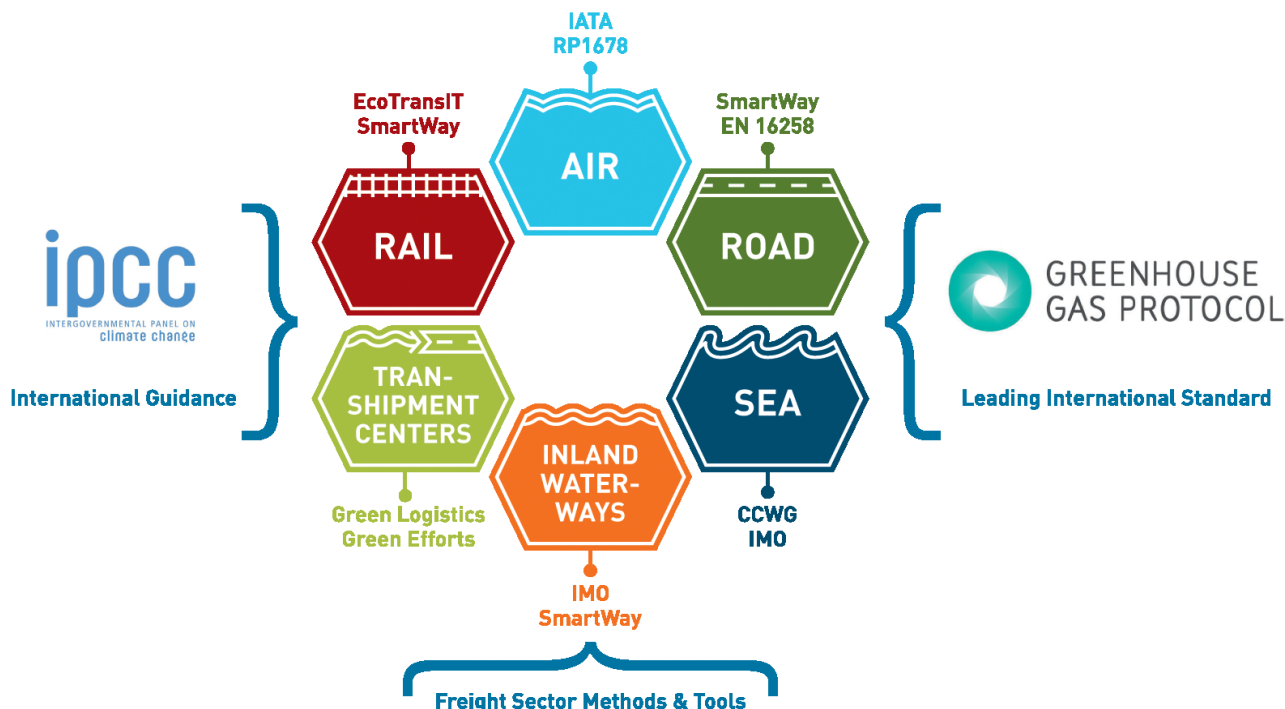 IATA
RP1678
EcoTransIT
SmartWay
SmartWay
EN 16258
AIR
RAIL
ROAD
ipcc
INTERGOVERNMENTAL PANEL ON
climate change
GREENHOUSE
GAS PROTOCOL
International Guidance
Leading International Standard
TRAN-
SHIPMENT
CENTERS
SEA
INLAND
WATER-
WAYS
Green Logistics
Green Efforts
CCWG
IMO
IMO
SmartWay
Freight Sector Methods & Tools